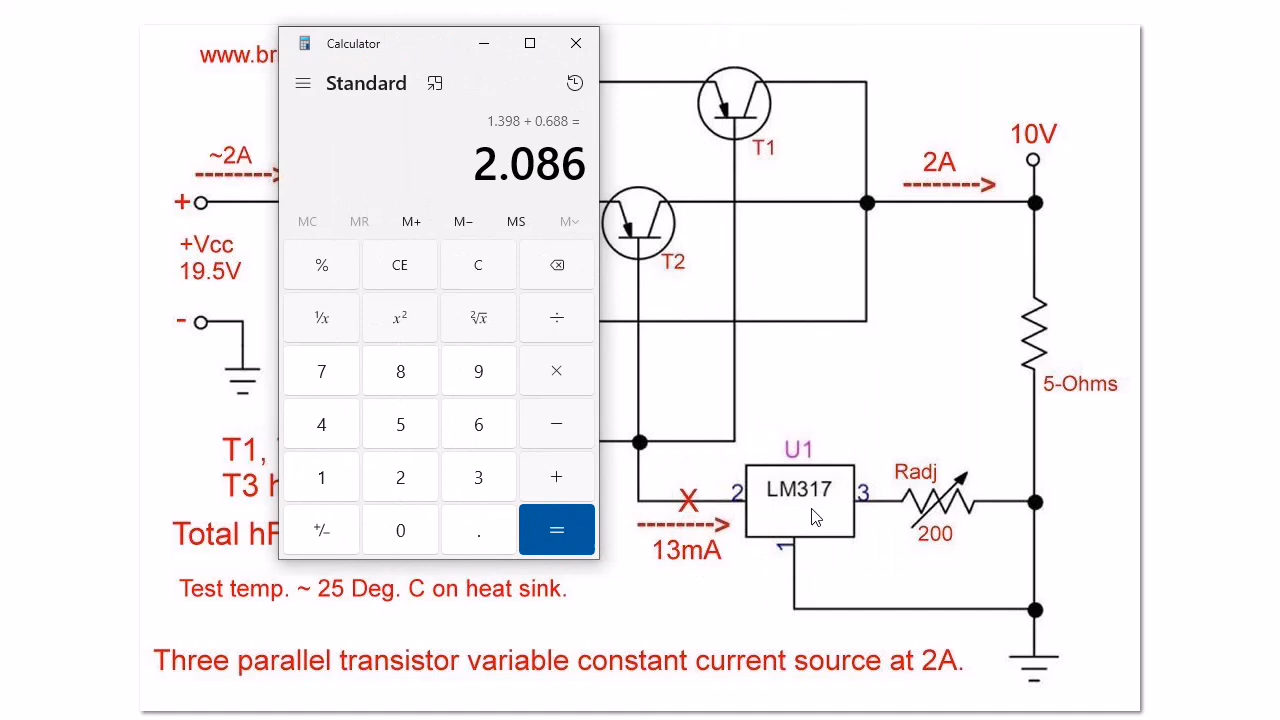 www.br
Calculator
Standard
1.398 + 0.688 =
2.086
MC MR M+ M− MS M
% CE C
¹/x x² ²√x ÷
7 8 9 ×
4 5 6 −
1 2 3 +
+/− 0 . =
~2A
+
+Vcc
19.5V
-
T1
T2
2A
10V
5-Ohms
T1,
T3 h
Total hF
U1
LM317
2
3
1
Radj
200
X
13mA
Test temp. ~ 25 Deg. C on heat sink.
Three parallel transistor variable constant current source at 2A.